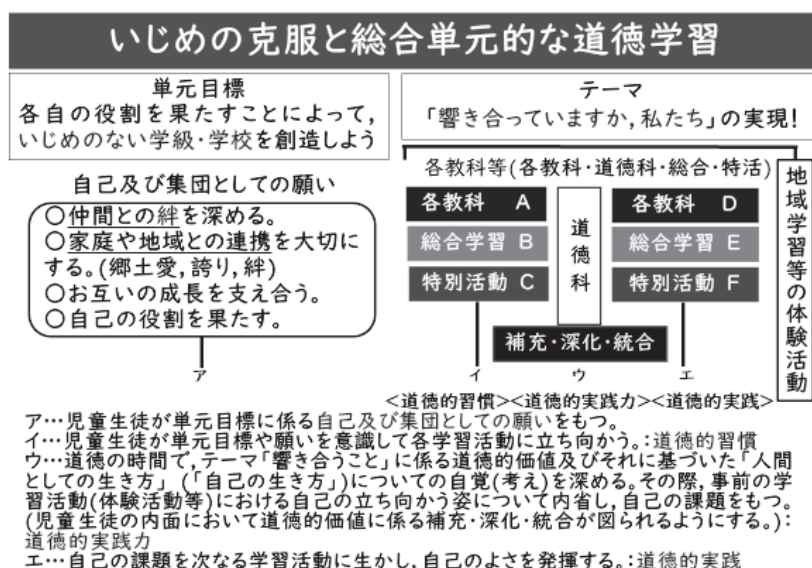 いじめの克服と総合単元的な道徳学習
単元目標
各自の役割を果たすことによって,
いじめのない学級・学校を創造しよう
テーマ
「響き合っていますか,私たち」の実現!
自己及び集団としての願い
○仲間との絆を深める。
○家庭や地域との連携を大切に
する。(郷土愛,誇り,絆)
○お互いの成長を支え合う。
○自己の役割を果たす。
ア
各教科等(各教科・道徳科・総合・特活)
各教科 A
総合学習 B
特別活動 C
道徳科
各教科 D
総合学習 E
特別活動 F
補充・深化・統合
地域学習等の体験活動
イ
ウ
エ
<道徳的習慣><道徳的実践力><道徳的実践>
ア…児童生徒が単元目標に係る自己及び集団としての願いをもつ。
イ…児童生徒が単元目標や願いを意識して各学習活動に立ち向かう。:道徳的習慣
ウ…道徳の時間で,テーマ「響き合うこと」に係る道徳的価値及びそれに基づいた「人間
としての生き方」(「自己の生き方」)についての自覚(考え)を深める。その際,事前の学
習活動(体験活動等)における自己の立ち向かう姿について内省し,自己の課題をもつ。
(児童生徒の内面において道徳的価値に係る補充・深化・統合が図られるようにする。):
道徳的実践力
エ…自己の課題を次なる学習活動に生かし,自己のよさを発揮する。:道徳的実践